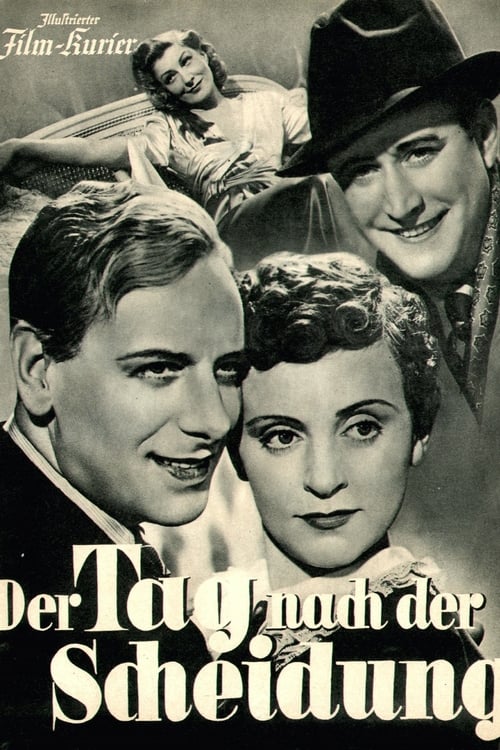 Illustrierter
Film-Kurier
Der Tag nach der
Scheidung